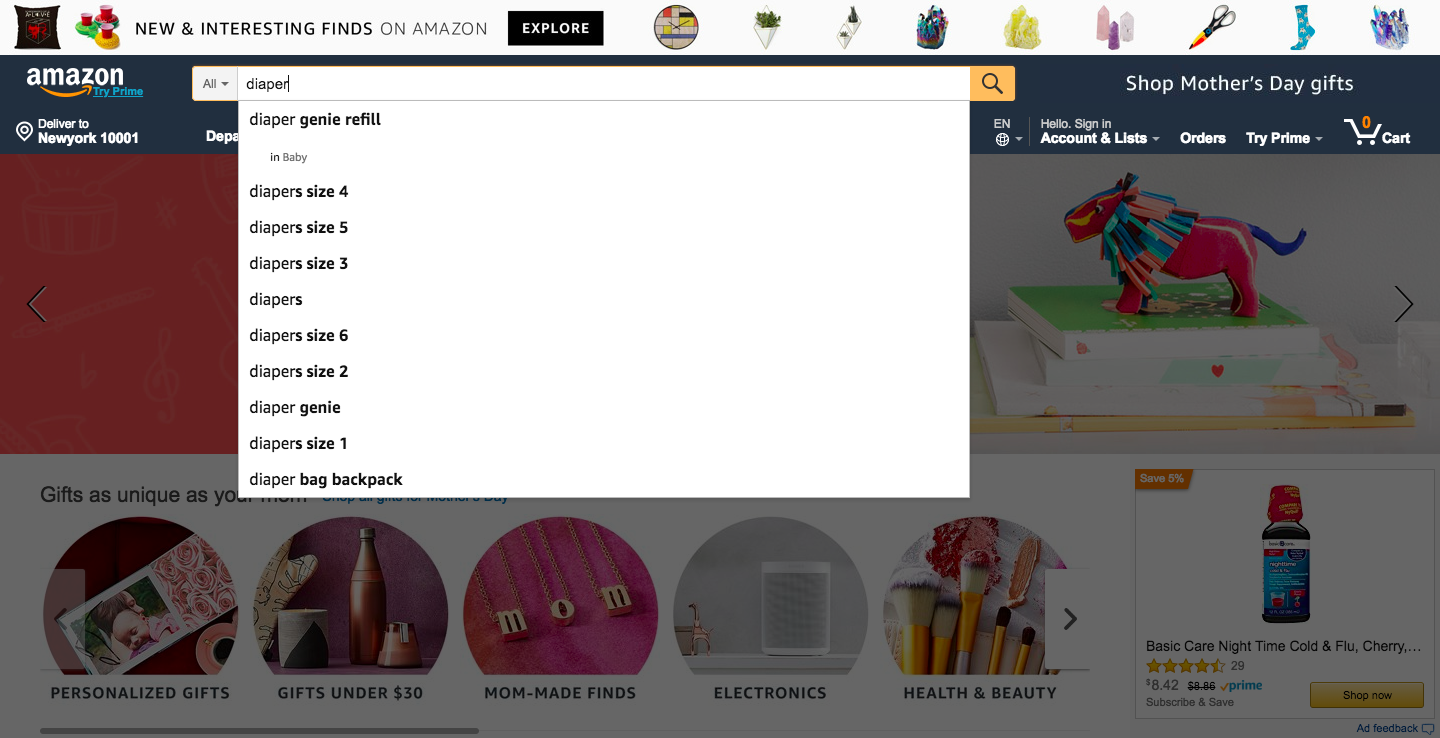 NEW & INTERESTING FINDS ON AMAZON
EXPLORE
amazon
Try Prime
All
diaper
Shop Mother's Day gifts
Deliver to
Newyork 10001
Depa
EN
Hello. Sign in
Account & Lists
Orders
Try Prime
0
Cart
diaper genie refill
in Baby
diapers size 4
diapers size 5
diapers size 3
diapers
diapers size 6
diapers size 2
diaper genie
diapers size 1
diaper bag backpack
Gifts as unique as your mom
Shop all gifts for Mother's Day
m o m
PERSONALIZED GIFTS
GIFTS UNDER $30
MOM-MADE FINDS
ELECTRONICS
HEALTH & BEAUTY
Save 5%
nighttime
cold & flu
Basic Care Night Time Cold & Flu, Cherry,...
29
$8.42 $8.86 prime
Subscribe & Save
Shop now
Ad feedback